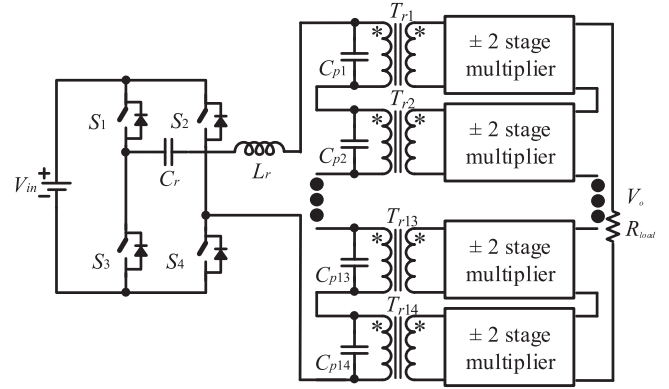 Tr1
* *
Cp1
± 2 stage
multiplier
Tr2
* *
Cp2
± 2 stage
multiplier
S1
S2
Vin
+
−
Cr
Lr
S3
S4
Vo
Rload
Tr13
* *
Cp13
± 2 stage
multiplier
Tr14
* *
Cp14
± 2 stage
multiplier